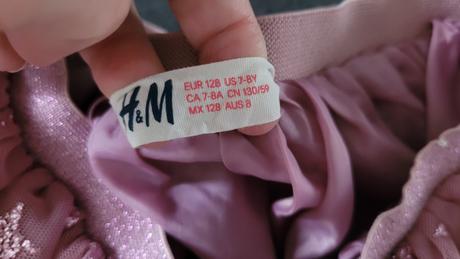 H&M
EUR 128 US 7-8Y
CA 7-8A CN 130/59
MX 128 AUS 8